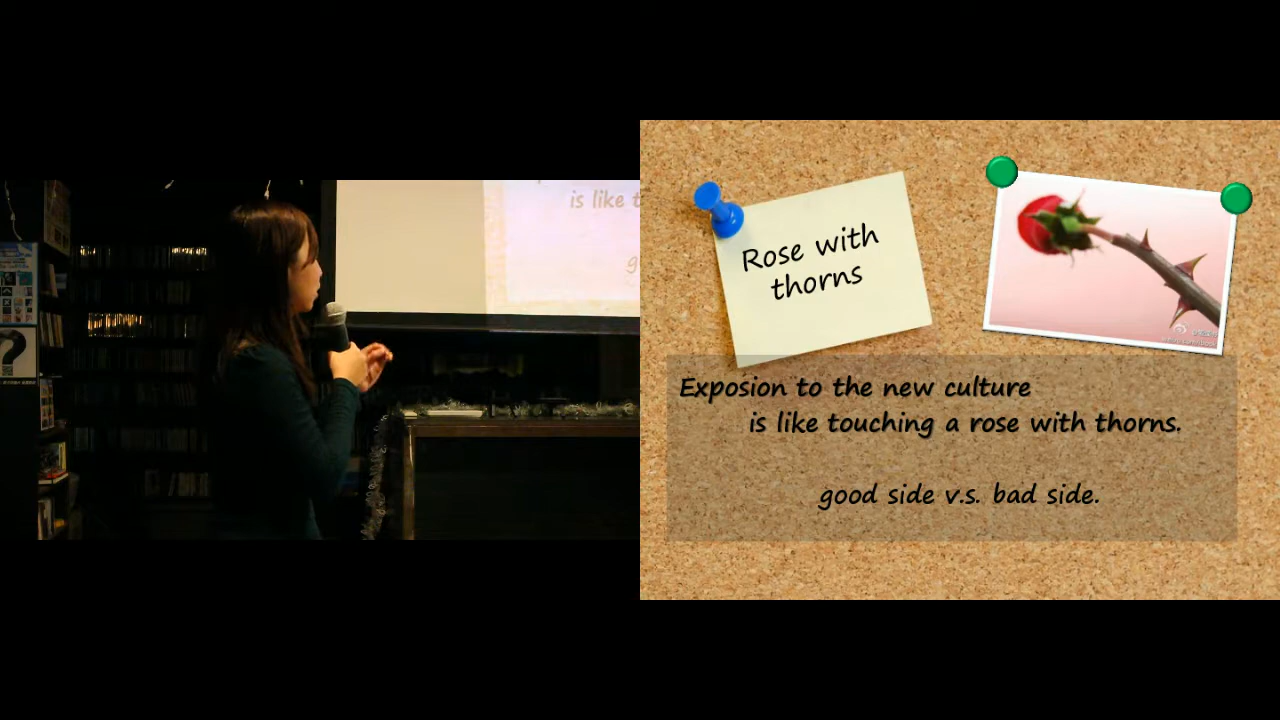 is like t
g
Rose with
thorns
Exposion to the new culture
is like touching a rose with thorns.
good side v.s. bad side.
?